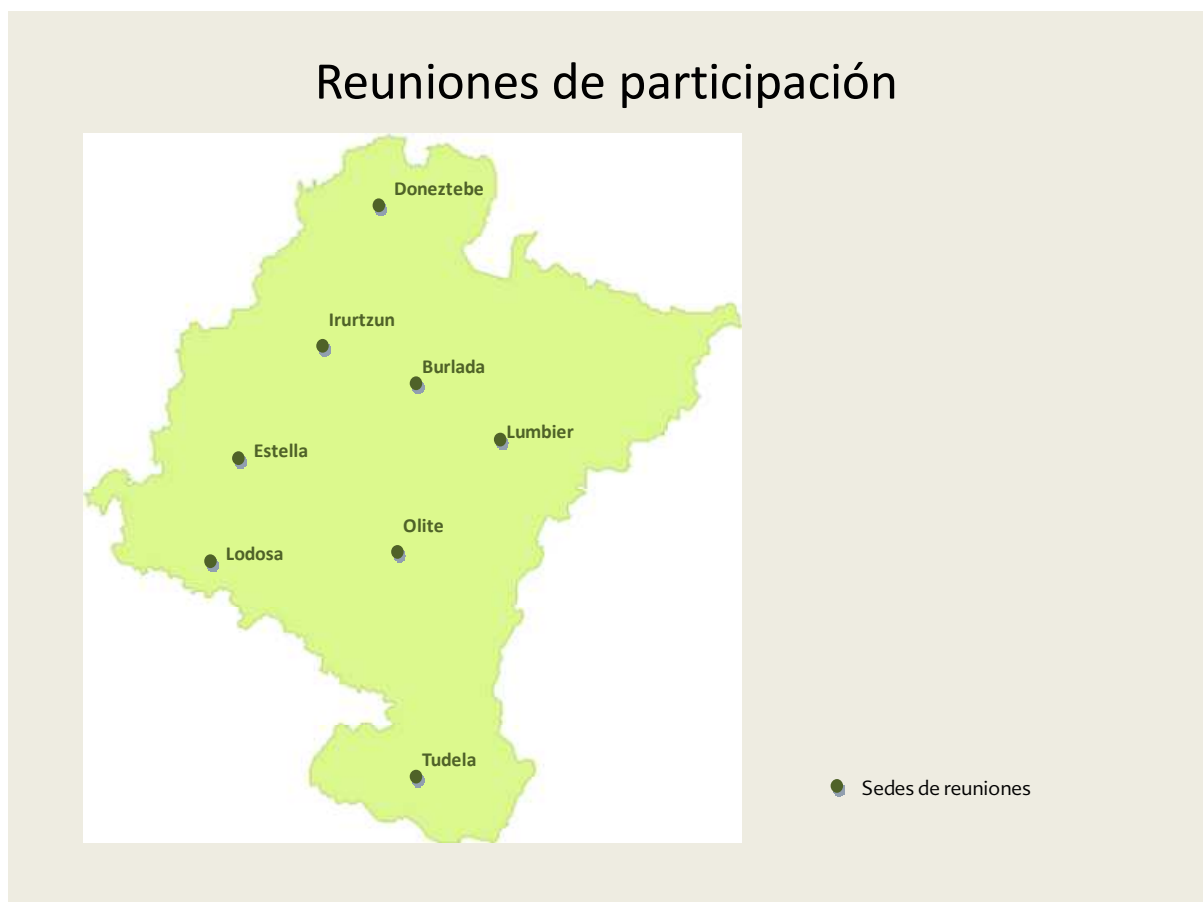 Reuniones de participación
Doneztebe
Irurtzun
Burlada
Lumbier
Estella
Olite
Lodosa
Tudela
Sedes de reuniones